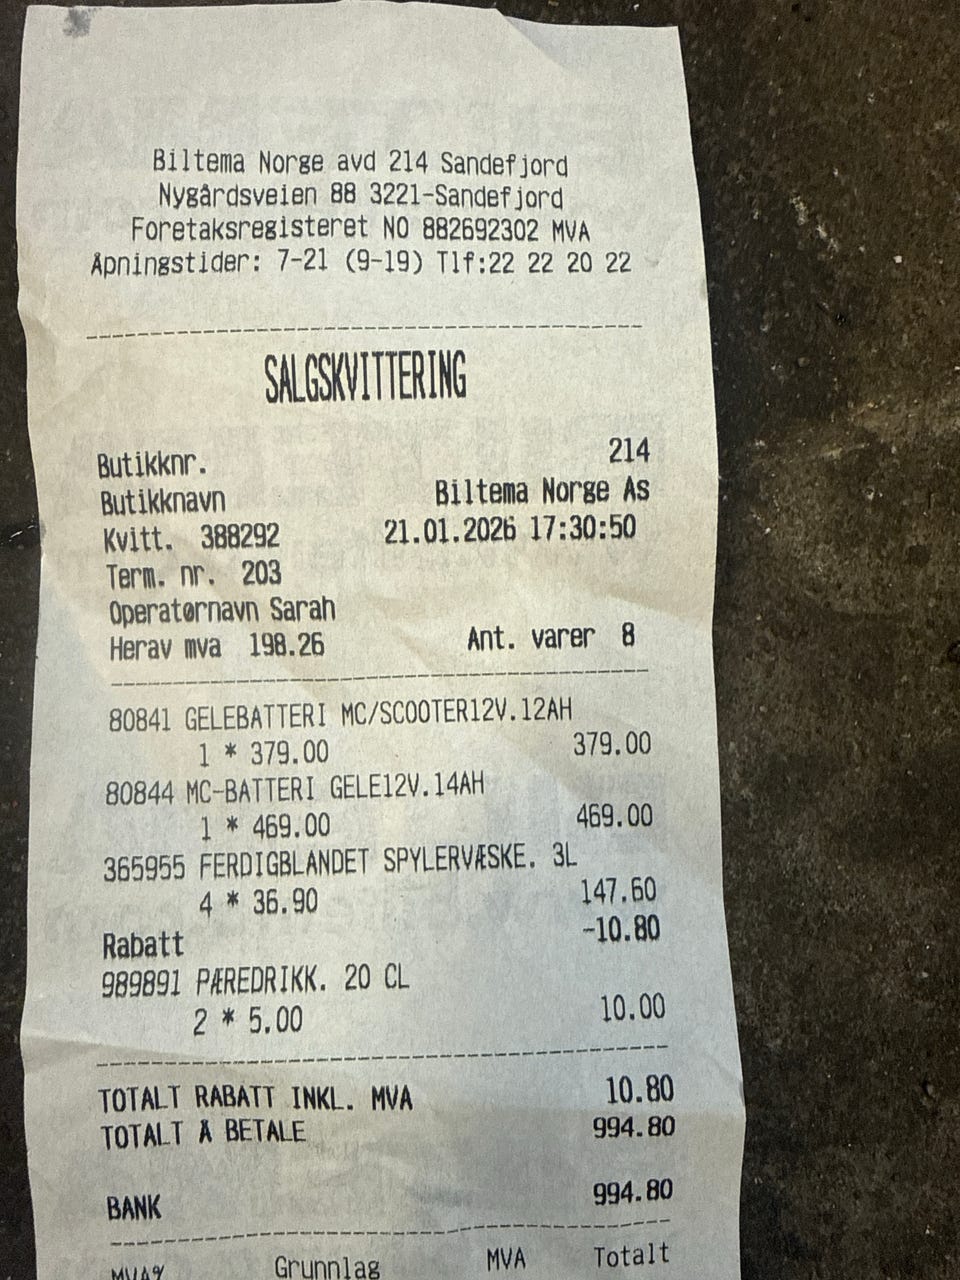 Biltema Norge avd 214 Sandefjord
Nygårdsveien 88 3221-Sandefjord
Foretaksregisteret NO 882692302 MVA
Åpningstider: 7-21 (9-19) Tlf:22 22 20 22
SALGSKVITTERING
Butikknr. 214
Butikknavn Biltema Norge As
Kvitt. 388292 21.01.2026 17:30:50
Term. nr. 203
Operatørnavn Sarah
Herav mva 198.26 Ant. varer 8
80841 GELEBATTERI MC/SCOOTER12V.12AH
1 * 379.00 379.00
80844 MC-BATTERI GELE12V.14AH
1 * 469.00 469.00
365955 FERDIGBLANDET SPYLERVÆSKE. 3L
4 * 36.90 147.60
Rabatt -10.80
989891 PÆREDRIKK. 20 CL
2 * 5.00 10.00
TOTALT RABATT INKL. MVA 10.80
TOTALT Å BETALE 994.80
BANK 994.80
MVA% Grunnlag MVA Totalt